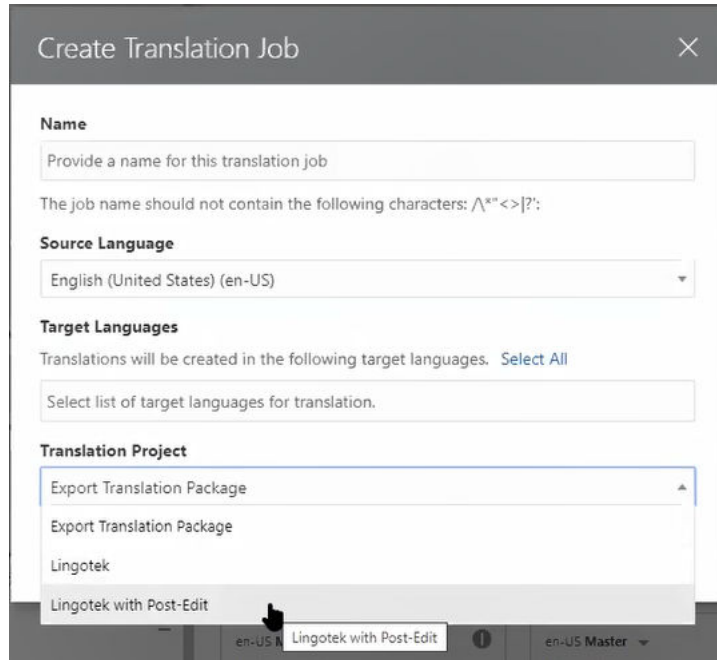 Create Translation Job
Name
Provide a name for this translation job
The job name should not contain the following characters: /\*"<>|?':
Source Language
English (United States) (en-US)
Target Languages
Translations will be created in the following target languages. Select All
Select list of target languages for translation.
Translation Project
Export Translation Package
Export Translation Package
Lingotek
Lingotek with Post-Edit
en-US
Lingotek with Post-Edit
en-US Master